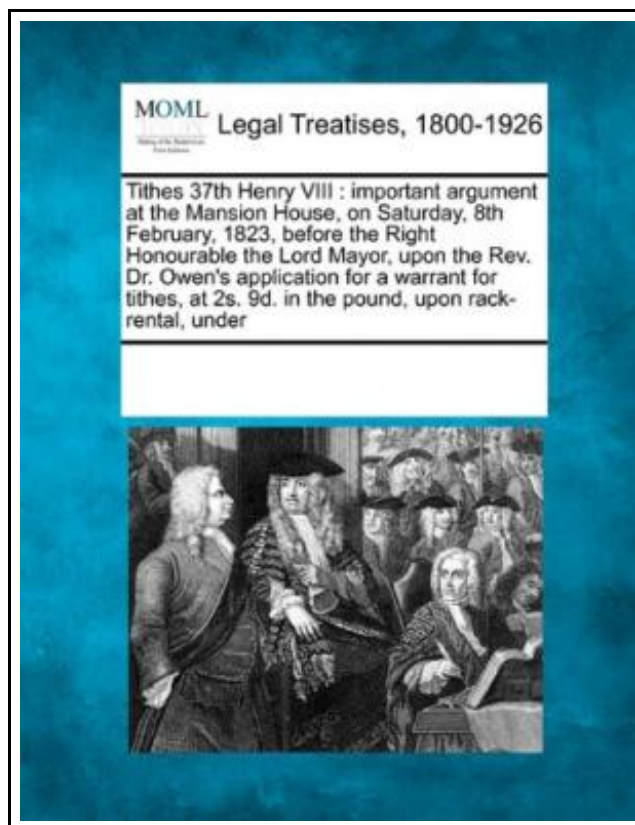 MOML
Legal Treatises, 1800-1926
Tithes 37th Henry VIII : important argument
at the Mansion House, on Saturday, 8th
February, 1823, before the Right
Honourable the Lord Mayor, upon the Rev.
Dr. Owen's application for a warrant for
tithes, at 2s. 9d. in the pound, upon rack-
rental, under